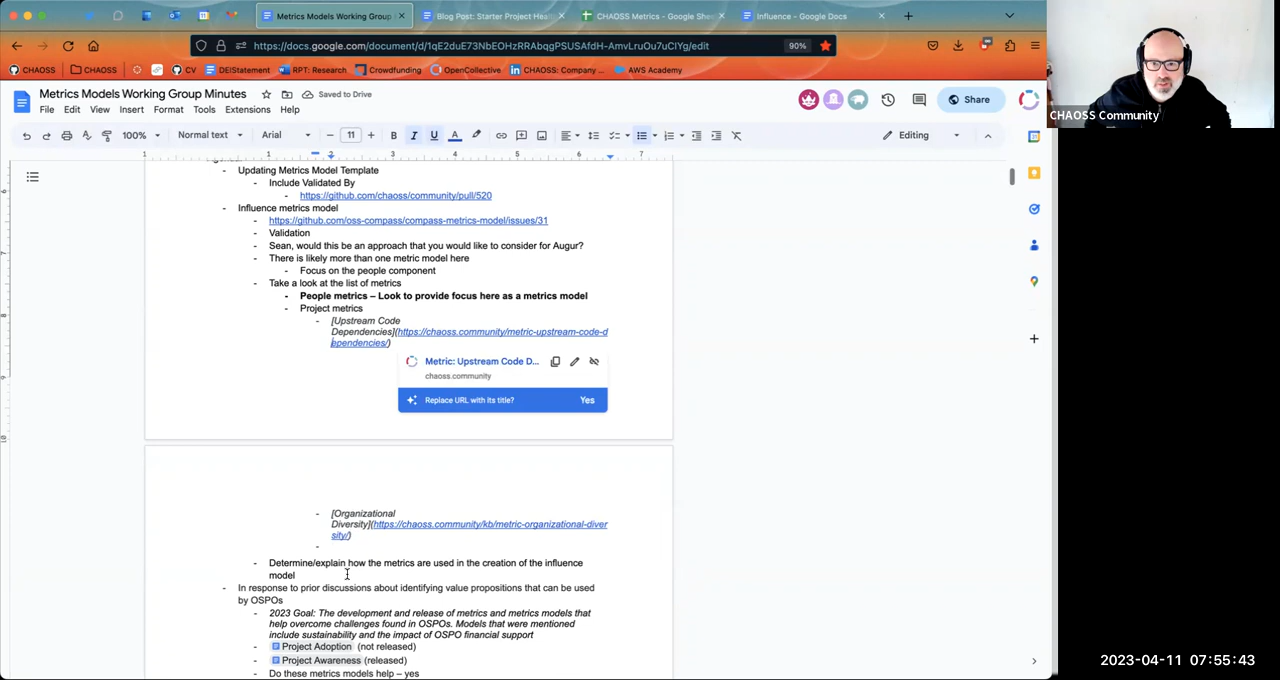 Metrics Models Working Group
Blog Post: Starter Project Hea
CHAOSS Metrics - Google She
Influence - Google Docs
https://docs.google.com/document/d/1qE2duE73NbEOHzRRAbqgPSUSAfdH-AmvLruOu7uCIYg/edit
90%
CHAOSS
CHAOSS
CV
DEIStatement
RPT: Research
Crowdfunding
OpenCollective
CHAOSS: Company ...
AWS Academy
CHAOSS Community
Metrics Models Working Group Minutes
Saved to Drive
File Edit View Insert Format Tools Extensions Help
Share
100%
Normal text
Arial
11
B I U A
Editing
1 2 3 4 5 6 7
- Updating Metrics Model Template
- Include Validated By
- https://github.com/chaoss/community/pull/520
- Influence metrics model
- https://github.com/oss-compass/compass-metrics-model/issues/31
- Validation
- Sean, would this be an approach that you would like to consider for Augur?
- There is likely more than one metric model here
- Focus on the people component
- Take a look at the list of metrics
- People metrics – Look to provide focus here as a metrics model
- Project metrics
- [Upstream Code
Dependencies](https://chaoss.community/metric-upstream-code-d
ependencies/)
Metric: Upstream Code D...
chaoss.community
Replace URL with its title?
Yes
- [Organizational
Diversity](https://chaoss.community/kb/metric-organizational-diver
sity/)
-
- Determine/explain how the metrics are used in the creation of the influence
model
- In response to prior discussions about identifying value propositions that can be used
by OSPOs
- 2023 Goal: The development and release of metrics and metrics models that
help overcome challenges found in OSPOs. Models that were mentioned
include sustainability and the impact of OSPO financial support
- Project Adoption (not released)
- Project Awareness (released)
- Do these metrics models help – yes
2023-04-11 07:55:43